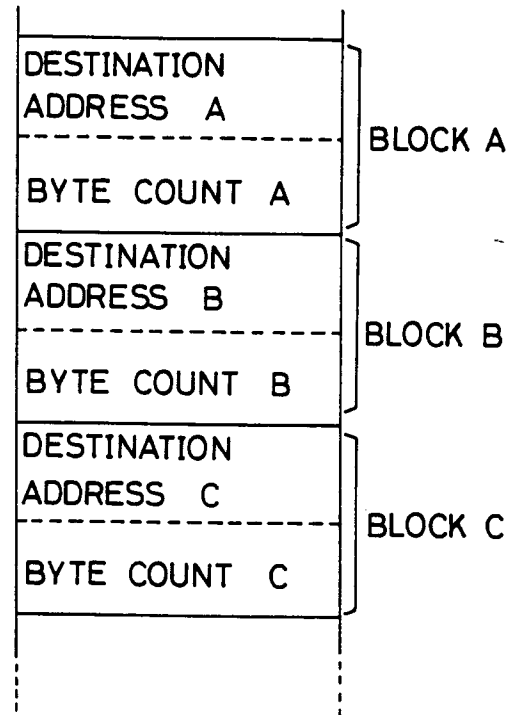 DESTINATION
ADDRESS A
BLOCK A
BYTE COUNT A
DESTINATION
ADDRESS B
BLOCK B
BYTE COUNT B
DESTINATION
ADDRESS C
BLOCK C
BYTE COUNT C